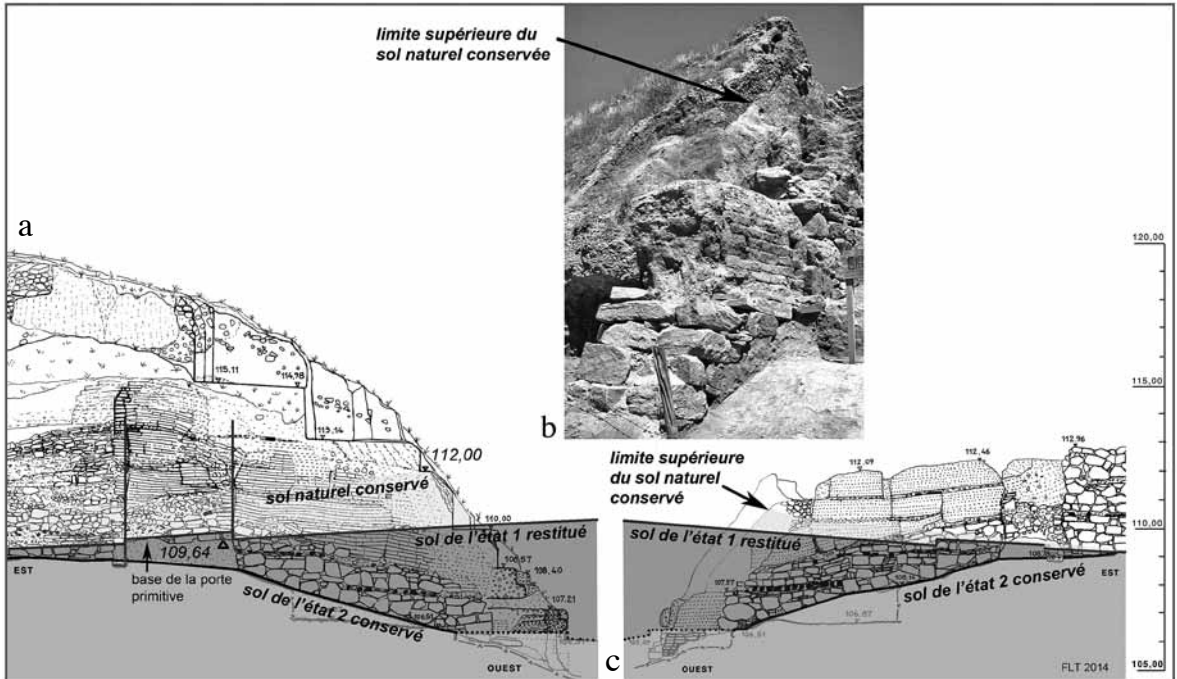 limite supérieure du
sol naturel conservée
a
b
120,00
115,00
110,00
105,00
115,11
114,98
113,14
112,00
sol naturel conservé
110,00
sol de l'état 1 restitué
109,64
base de la porte
primitive
EST
sol de l'état 2 conservé
108,40
107,21
OUEST
c
limite supérieure
du sol naturel
conservé
112,09
112,46
112,96
sol de l'état 1 restitué
sol de l'état 2 conservé
EST
106,87
106,51
OUEST
FLT 2014